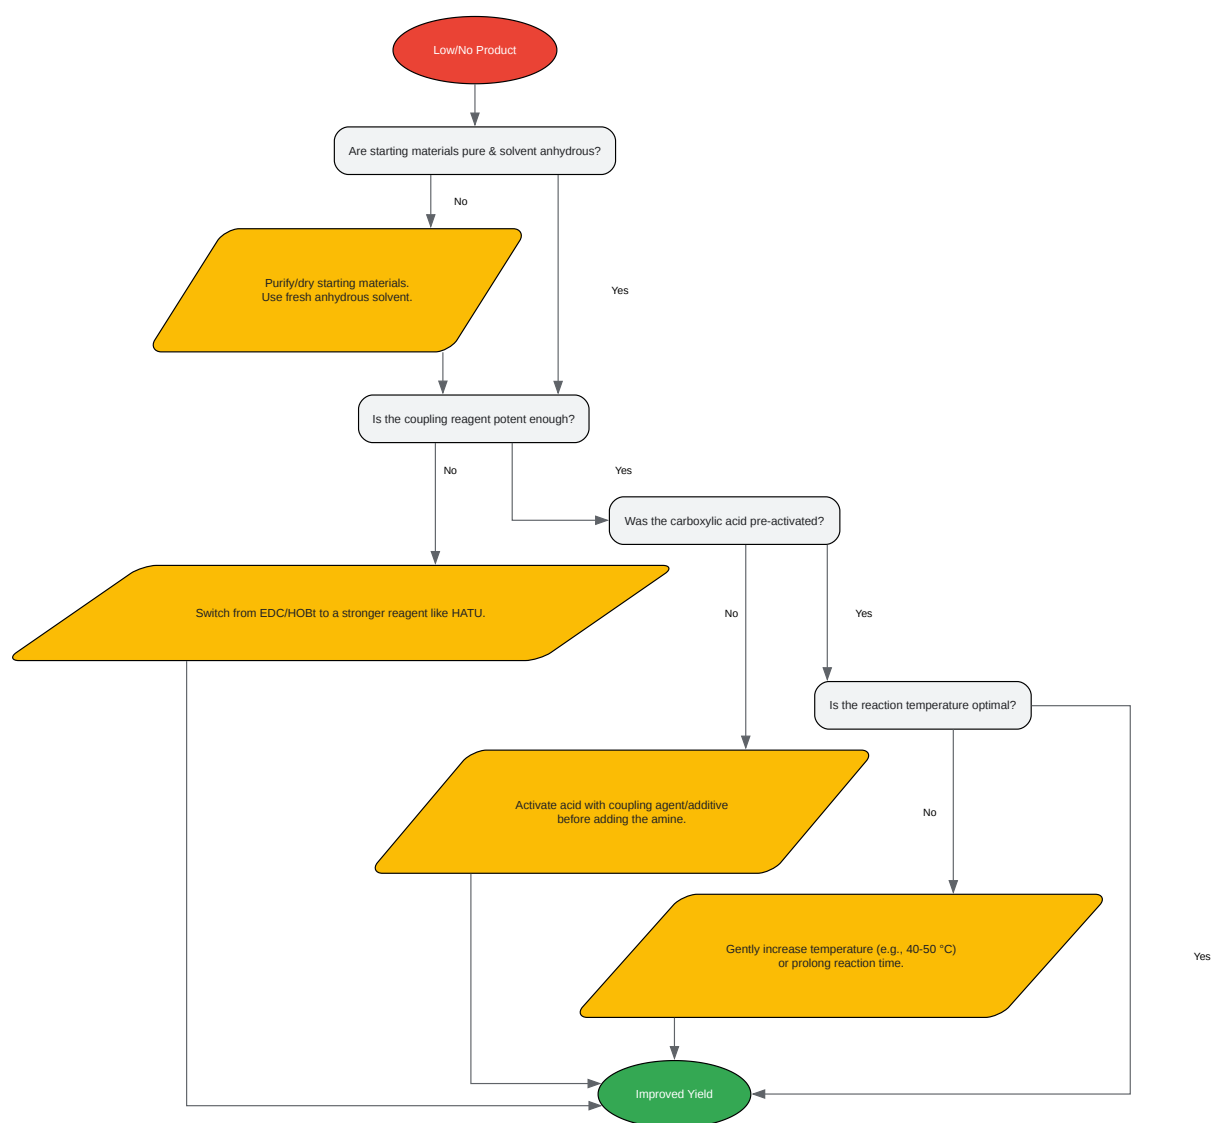 Low/No Product
Are starting materials pure & solvent anhydrous?
No
Purify/dry starting materials.
Use fresh anhydrous solvent.
Yes
Is the coupling reagent potent enough?
No
Yes
Was the carboxylic acid pre-activated?
Switch from EDC/HOBt to a stronger reagent like HATU.
No
Yes
Is the reaction temperature optimal?
Activate acid with coupling agent/additive
before adding the amine.
No
Gently increase temperature (e.g., 40-50 °C)
or prolong reaction time.
Yes
Improved Yield